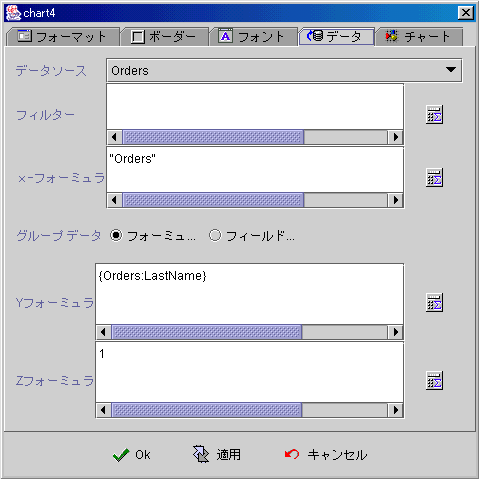 chart4
フォーマット ボーダー フォント データ チャート
データソース Orders
フィルター
x-フォーミュラ "Orders"
グループ データ フォーミュ... フィールド...
Yフォーミュラ {Orders:LastName}
Zフォーミュラ 1
Ok 適用 キャンセル